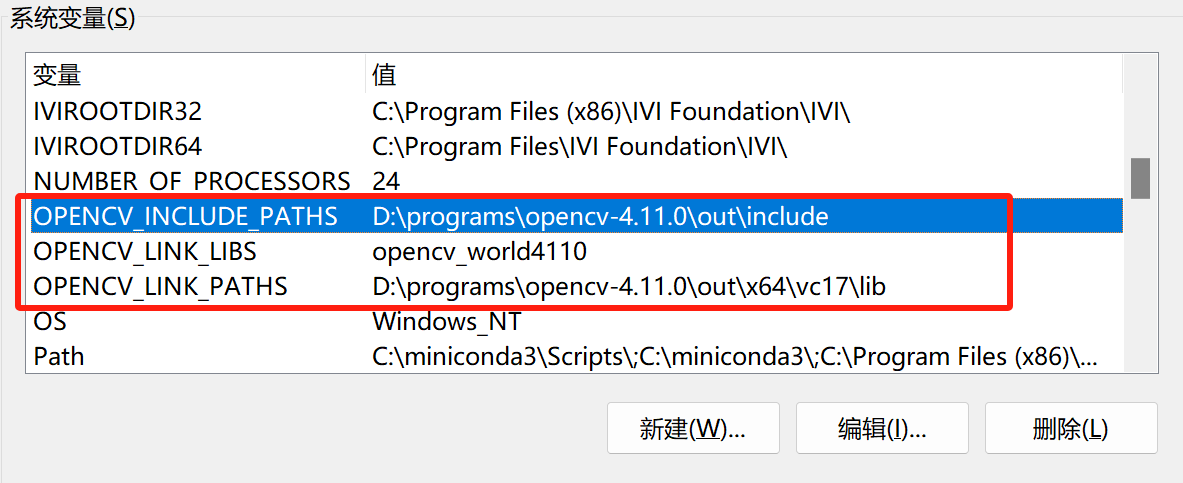 系统变量(S)
变量 值
IVIROOTDIR32 C:\Program Files (x86)\IVI Foundation\IVI\
IVIROOTDIR64 C:\Program Files\IVI Foundation\IVI\
NUMBER_OF_PROCESSORS 24
OPENCV_INCLUDE_PATHS D:\programs\opencv-4.11.0\out\include
OPENCV_LINK_LIBS opencv_world4110
OPENCV_LINK_PATHS D:\programs\opencv-4.11.0\out\x64\vc17\lib
OS Windows_NT
Path C:\miniconda3\Scripts\;C:\miniconda3\;C:\Program Files (x86)\...
新建(W)... 编辑(I)... 删除(L)